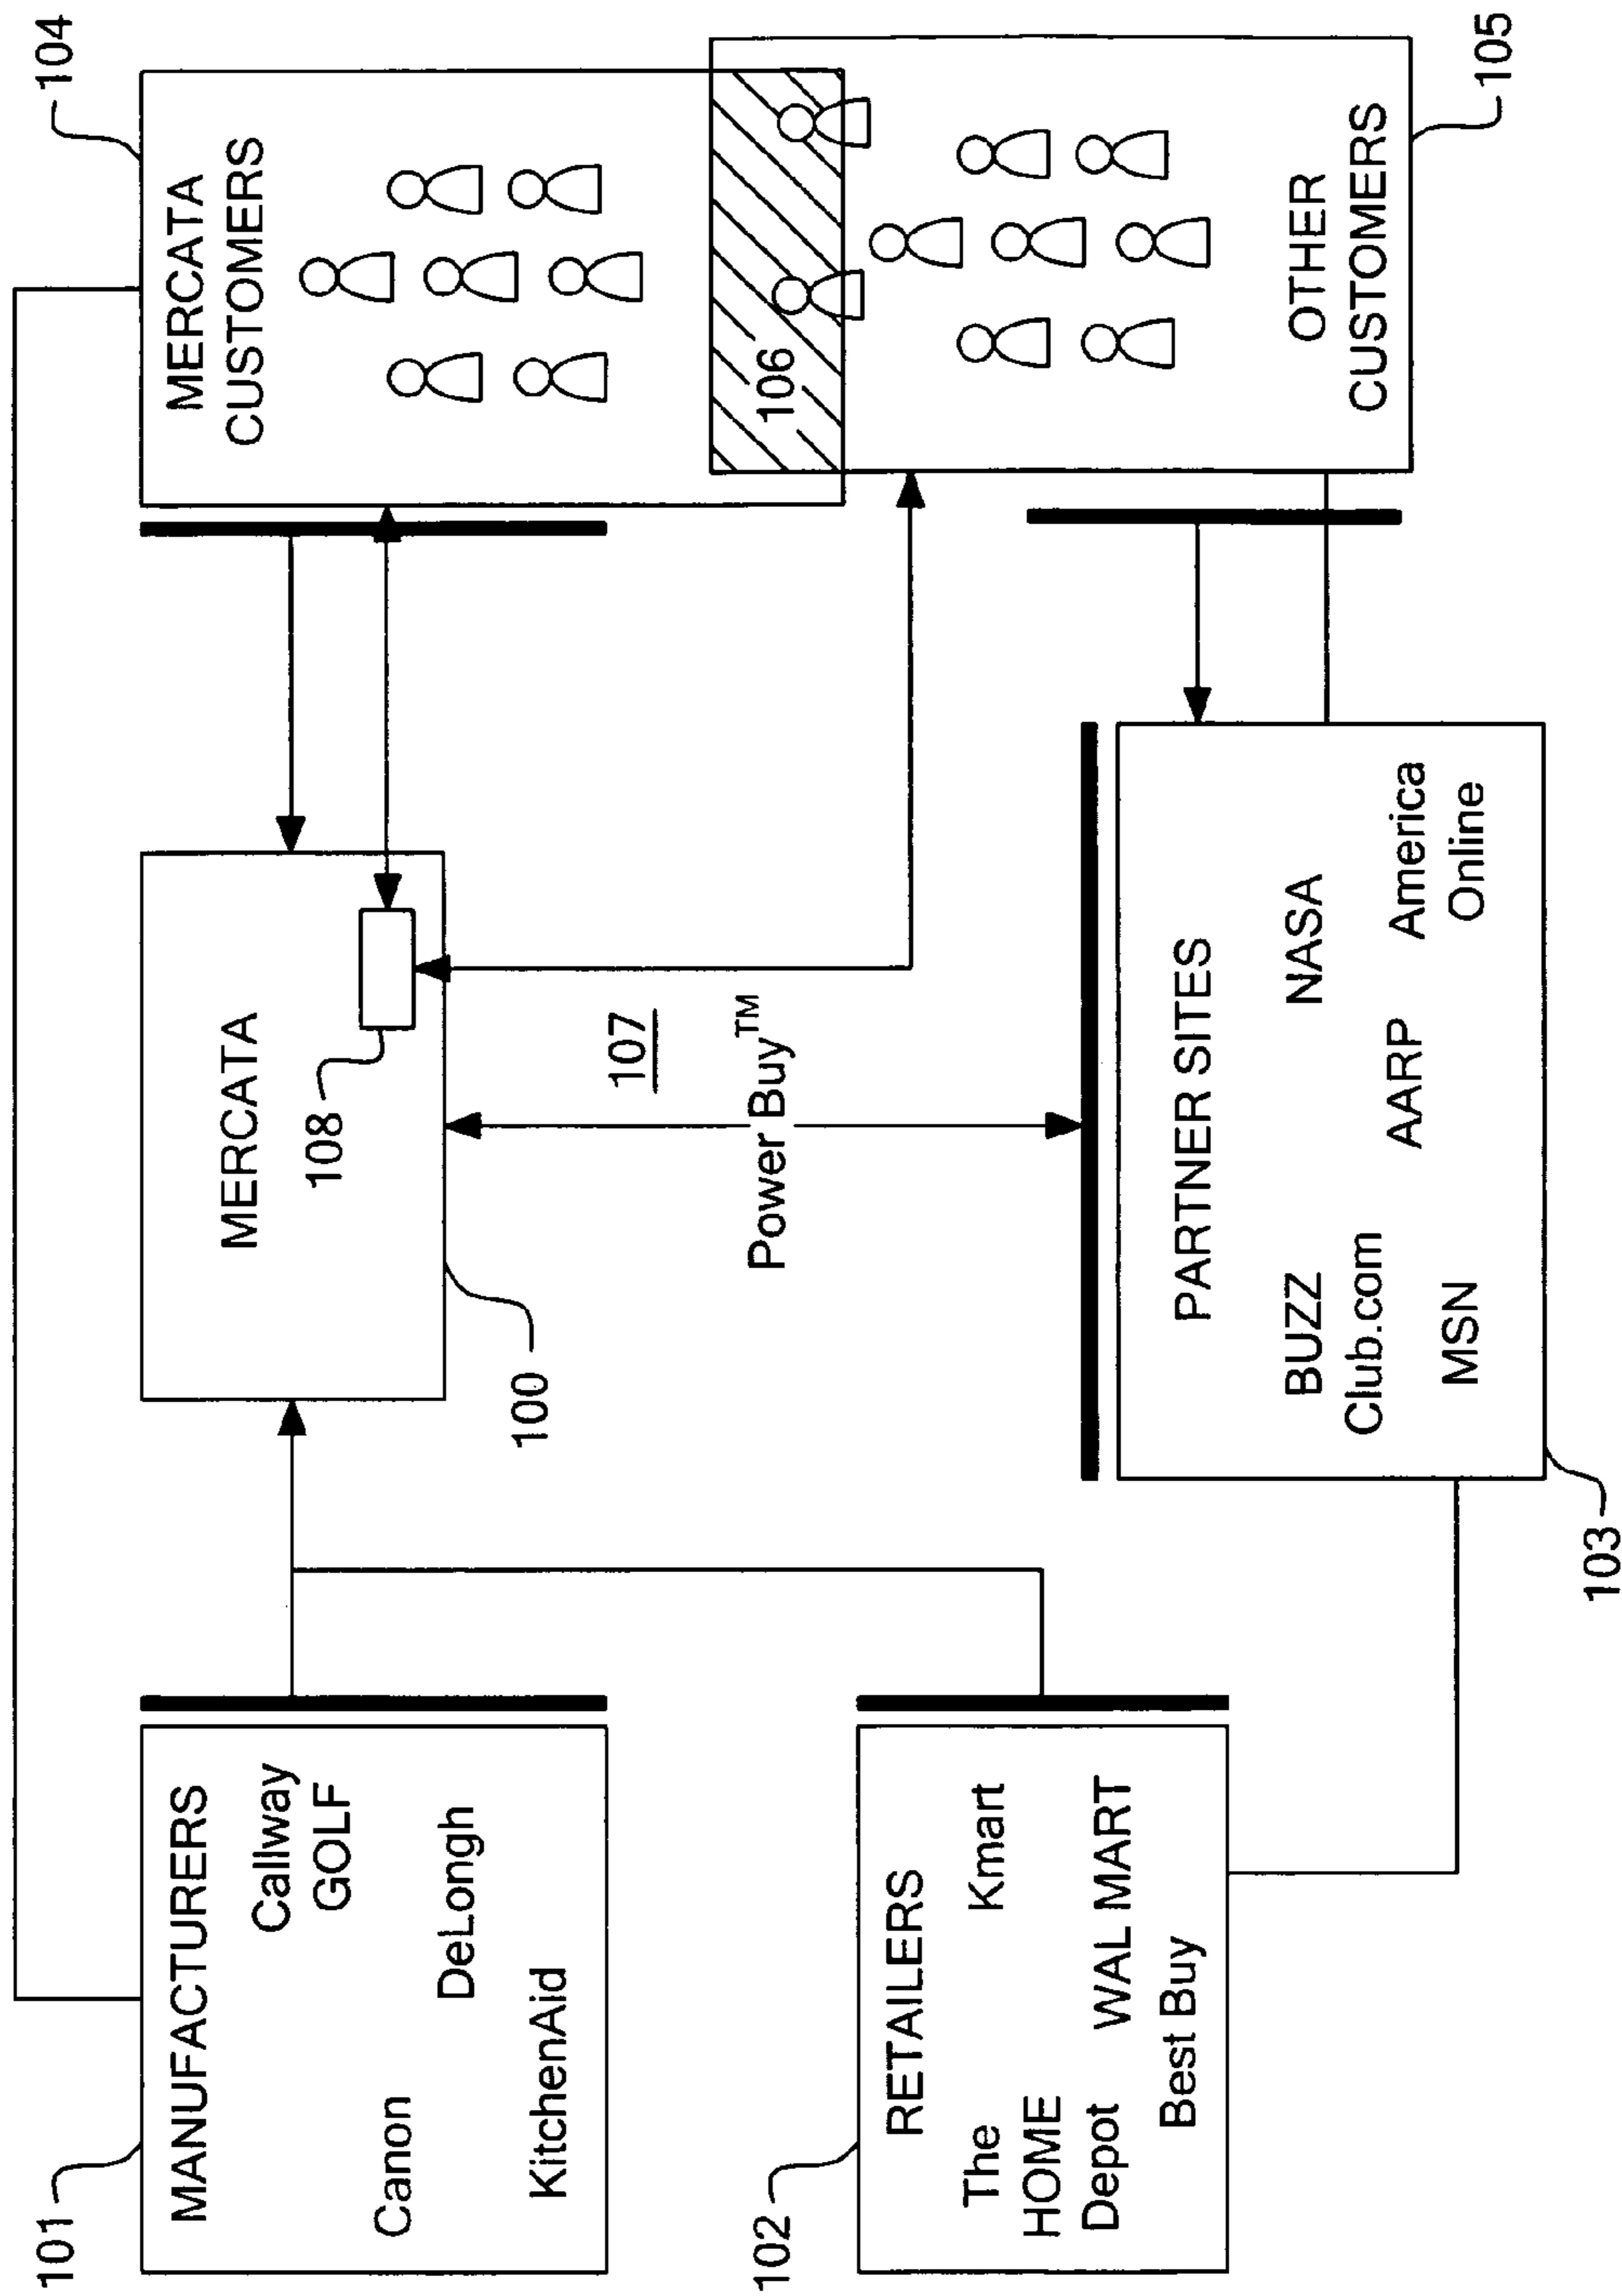 101
MANUFACTURERS
Callway
GOLF
Canon
DeLongh
KitchenAid
102
RETAILERS
Kmart
The
HOME
Depot
WAL MART
Best Buy
MERCATA
108
100
107
Power Buy™
PARTNER SITES
BUZZ
Club.com
NASA
AARP
MSN
America
Online
103
104
MERCATA
CUSTOMERS
106
OTHER
CUSTOMERS
105